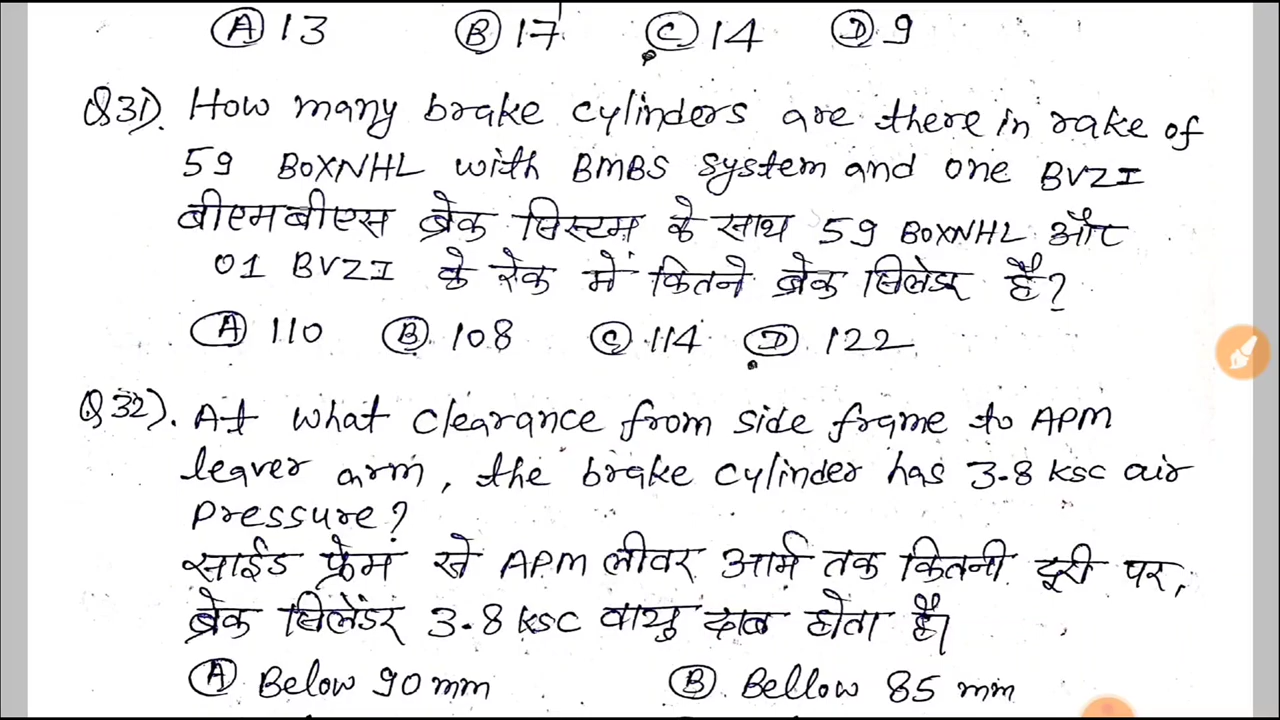 (A) 13 (B) 17 (C) 14 (D) 9
Q31). How many brake cylinders are there in rake of
59 BOXNHL with BMBS system and one BVZI
बीएमबीएस ब्रेक सिस्टम के साथ 59 BOXNHL और
01 BVZI के रेक में कितने ब्रेक सिलेंडर हैं?
(A) 110 (B) 108 (C) 114 (D) 122
Q32). At what clearance from side frame to APM
leaver arm, the brake cylinder has 3.8 ksc air
pressure?
साईड फ्रेम से APM लीवर आर्म तक कितनी दूरी पर,
ब्रेक सिलेंडर 3.8 ksc वायु दाब होता है।
(A) Below 90 mm (B) Bellow 85 mm